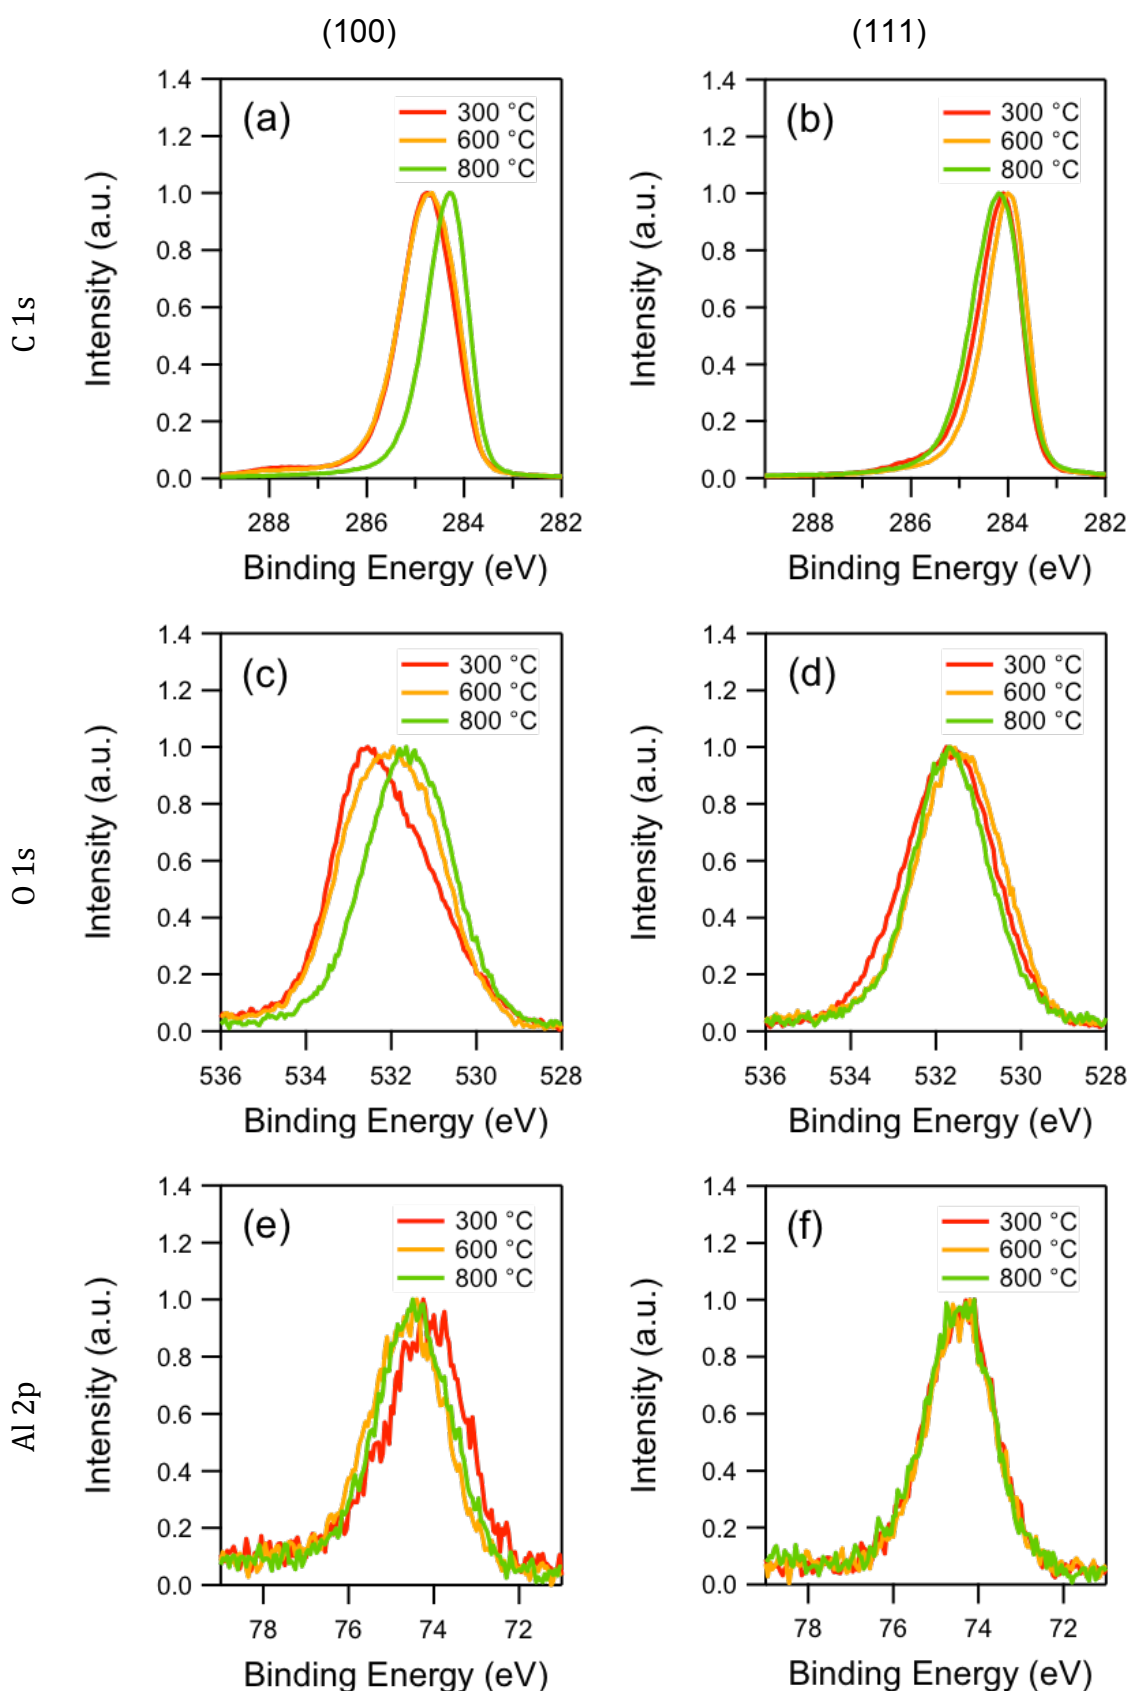 (100)
(111)
C 1s
(a)
300 °C
600 °C
800 °C
1.4
1.2
1.0
0.8
0.6
0.4
0.2
0.0
Intensity (a.u.)
288
286
284
282
Binding Energy (eV)
(b)
300 °C
600 °C
800 °C
1.4
1.2
1.0
0.8
0.6
0.4
0.2
0.0
Intensity (a.u.)
288
286
284
282
Binding Energy (eV)
O 1s
(c)
300 °C
600 °C
800 °C
1.4
1.2
1.0
0.8
0.6
0.4
0.2
0.0
Intensity (a.u.)
536
534
532
530
528
Binding Energy (eV)
(d)
300 °C
600 °C
800 °C
1.4
1.2
1.0
0.8
0.6
0.4
0.2
0.0
Intensity (a.u.)
536
534
532
530
528
Binding Energy (eV)
Al 2p
(e)
300 °C
600 °C
800 °C
1.4
1.2
1.0
0.8
0.6
0.4
0.2
0.0
Intensity (a.u.)
78
76
74
72
Binding Energy (eV)
(f)
300 °C
600 °C
800 °C
1.4
1.2
1.0
0.8
0.6
0.4
0.2
0.0
Intensity (a.u.)
78
76
74
72
Binding Energy (eV)